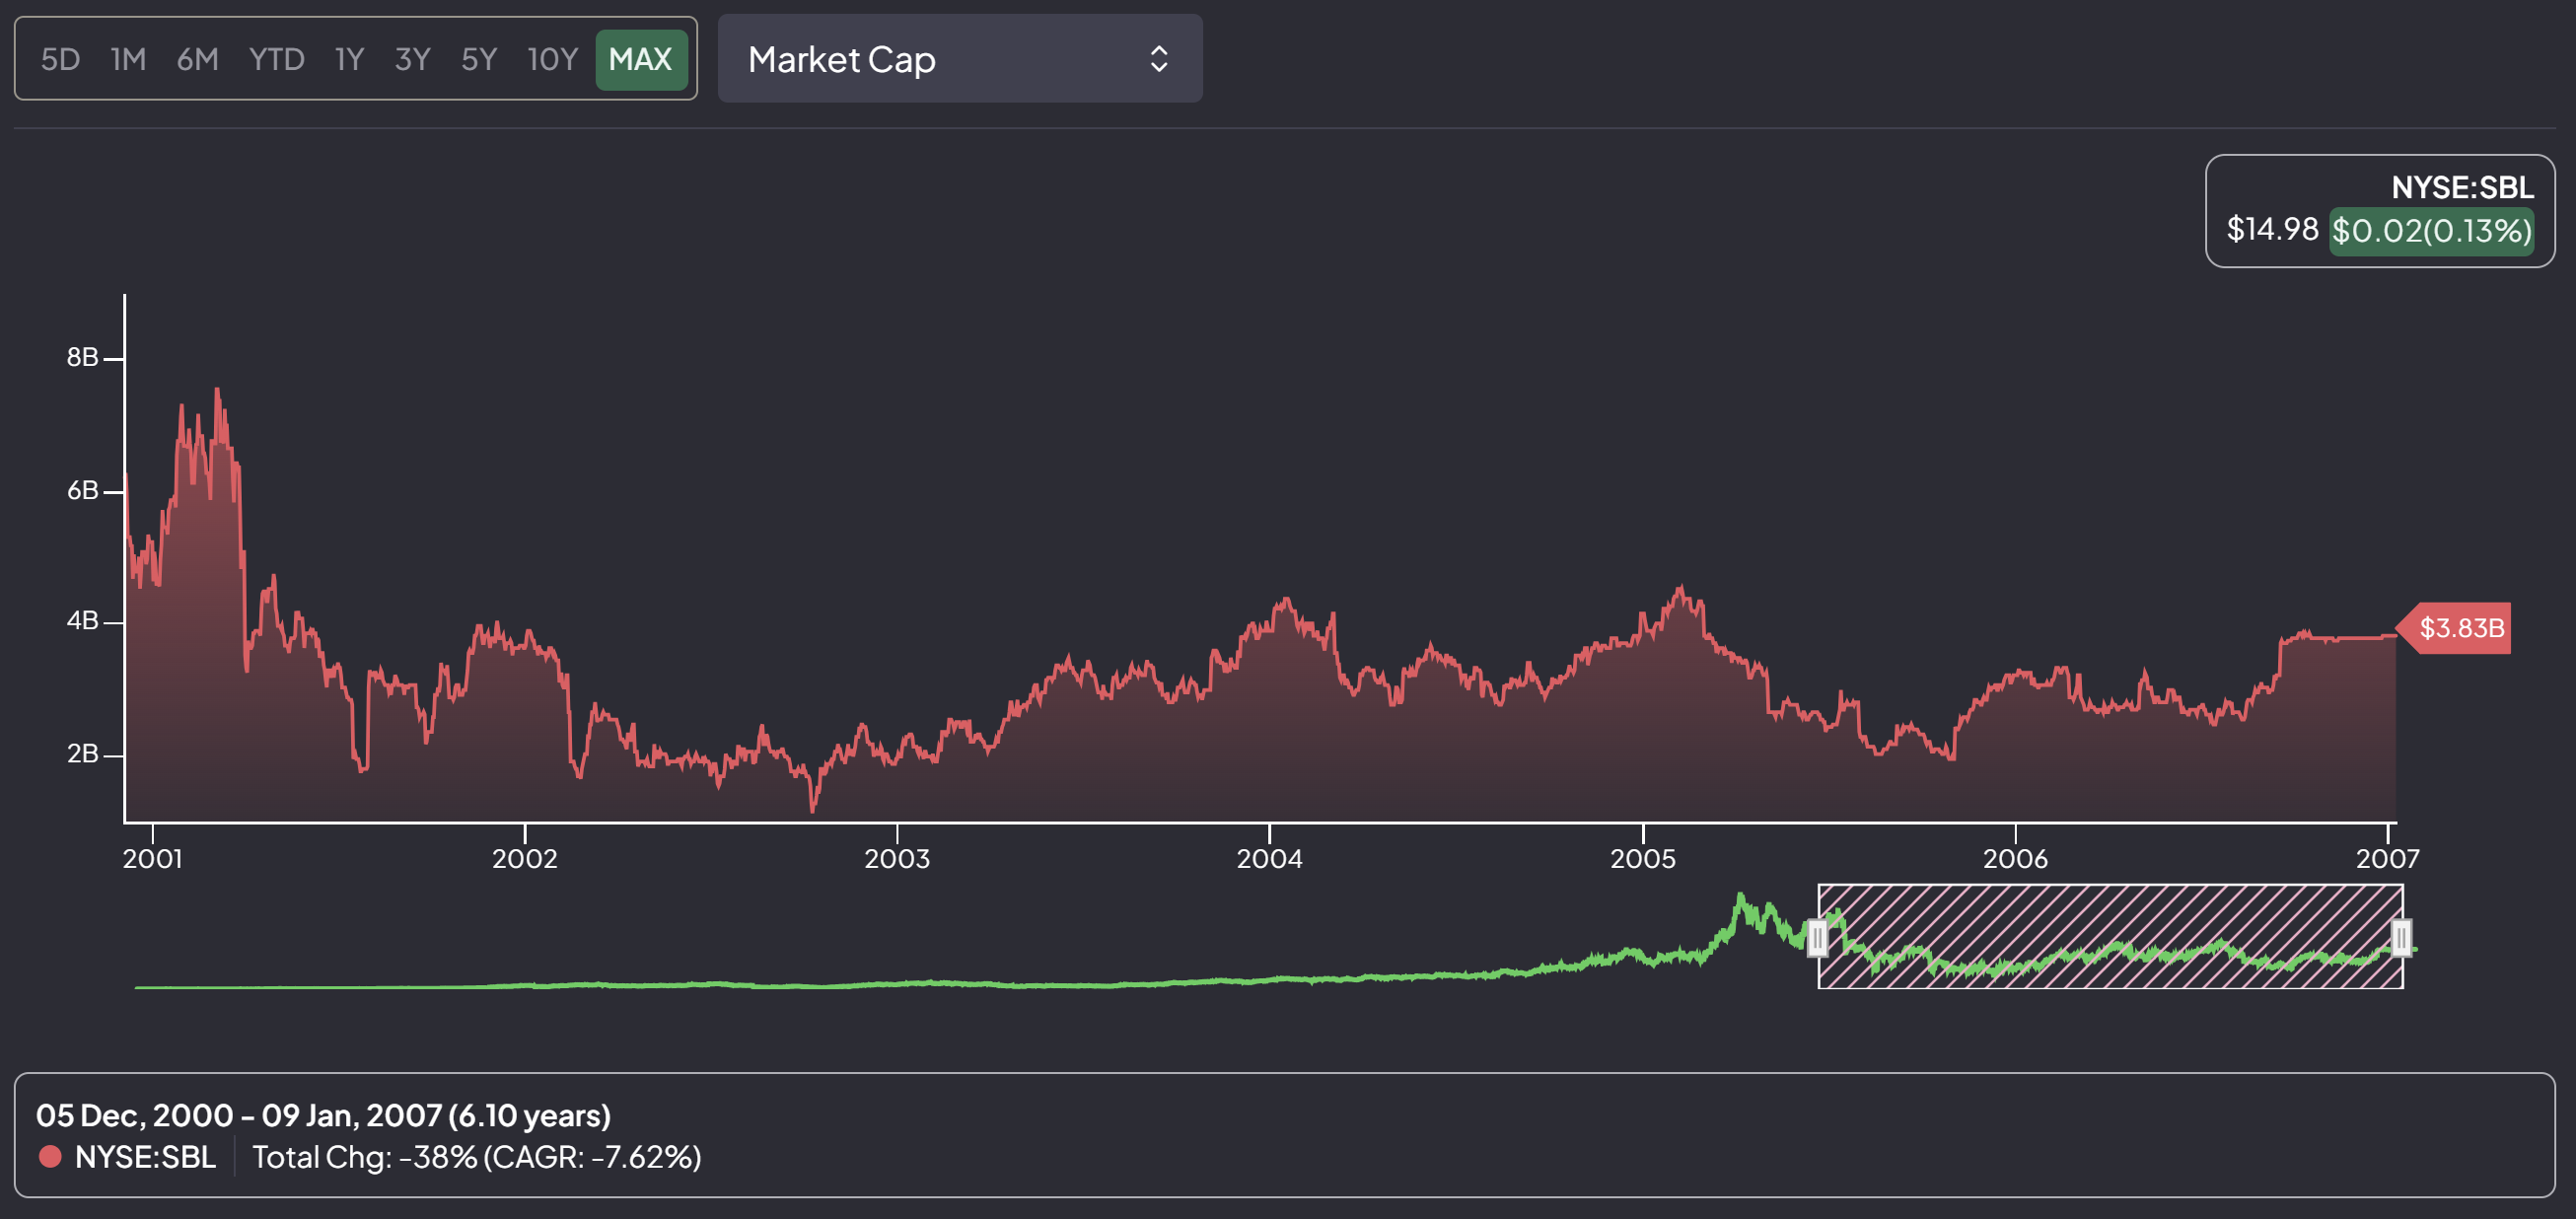 5D 1M 6M YTD 1Y 3Y 5Y 10Y MAX Market Cap
NYSE:SBL
$14.98 $0.02(0.13%)
8B
6B
4B
2B
$3.83B
2001 2002 2003 2004 2005 2006 2007
05 Dec, 2000 - 09 Jan, 2007 (6.10 years)
NYSE:SBL Total Chg: -38% (CAGR: -7.62%)